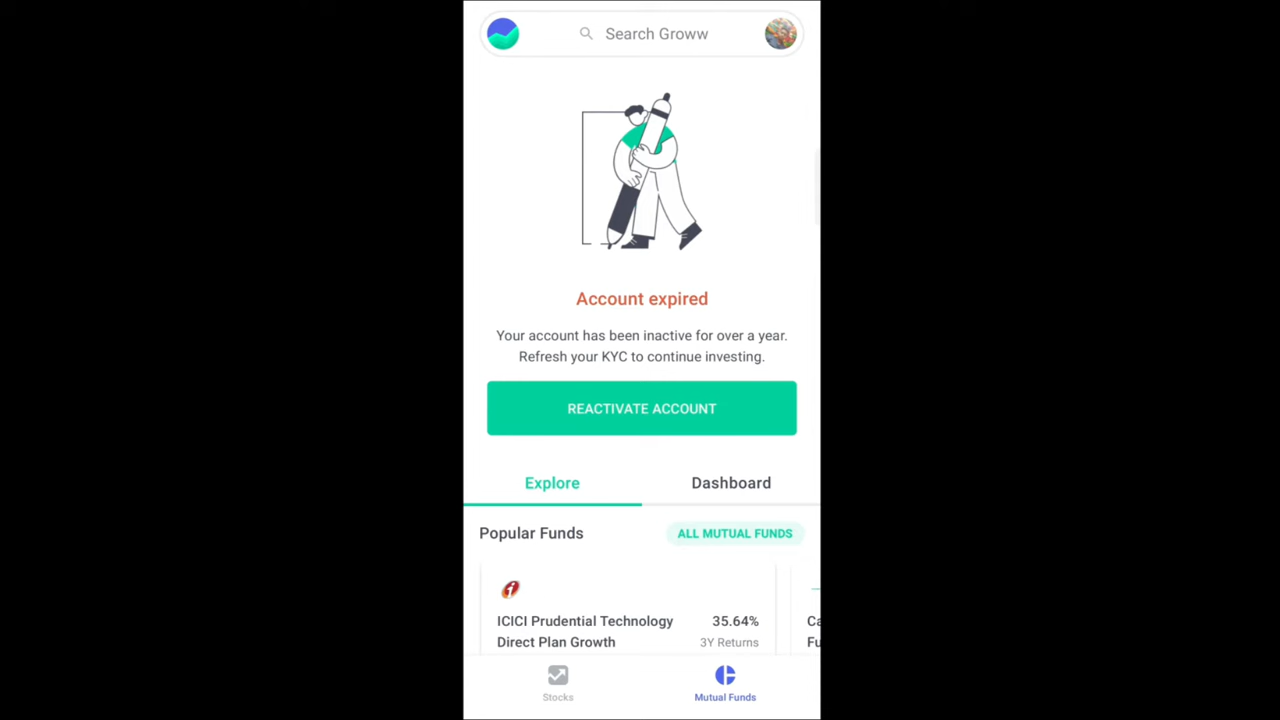 Search Groww
Account expired
Your account has been inactive for over a year.
Refresh your KYC to continue investing.
REACTIVATE ACCOUNT
Explore
Dashboard
Popular Funds
ALL MUTUAL FUNDS
ICICI Prudential Technology
Direct Plan Growth
35.64%
3Y Returns
Ca
Fu
Stocks
Mutual Funds